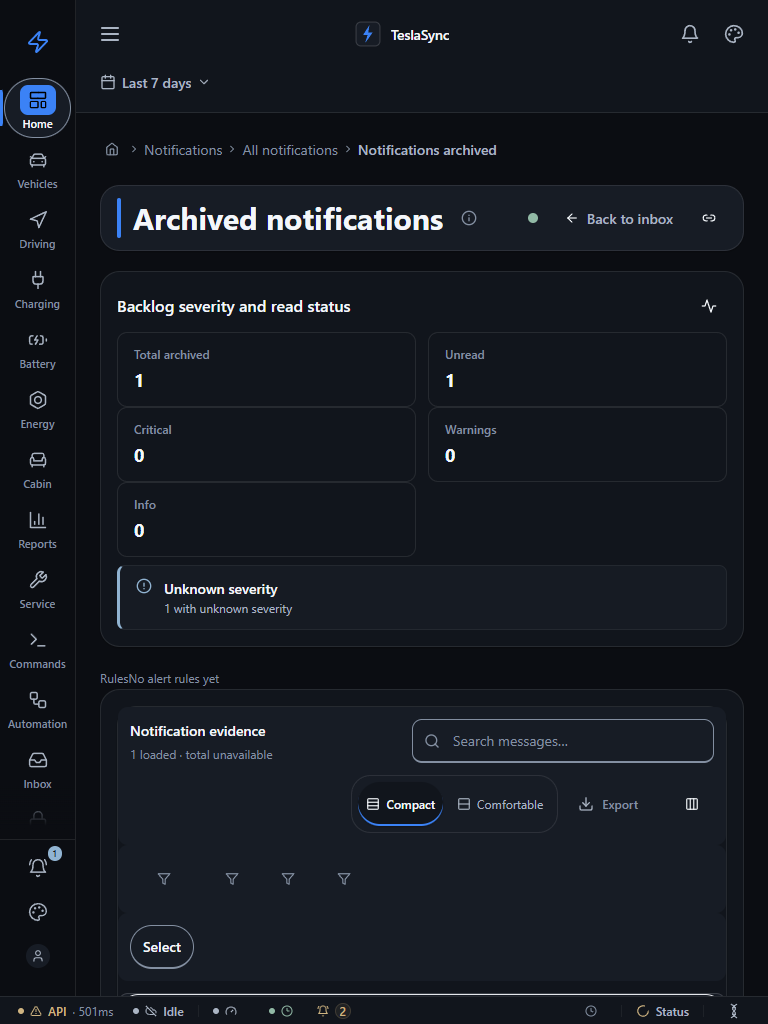 TeslaSync
Last 7 days
Home
Vehicles
Driving
Charging
Battery
Energy
Cabin
Reports
Service
Commands
Automation
Inbox
1
Notifications
All notifications
Notifications archived
Archived notifications
Back to inbox
Backlog severity and read status
Total archived
1
Unread
1
Critical
0
Warnings
0
Info
0
Unknown severity
1 with unknown severity
RulesNo alert rules yet
Notification evidence
1 loaded · total unavailable
Search messages...
Compact
Comfortable
Export
Select
API · 501ms
Idle
2
Status